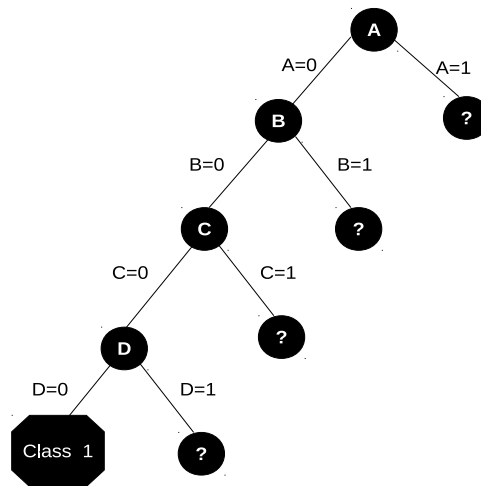 A
A=0
A=1
B
?
B=0
B=1
C
?
C=0
C=1
D
?
D=0
D=1
Class 1
?